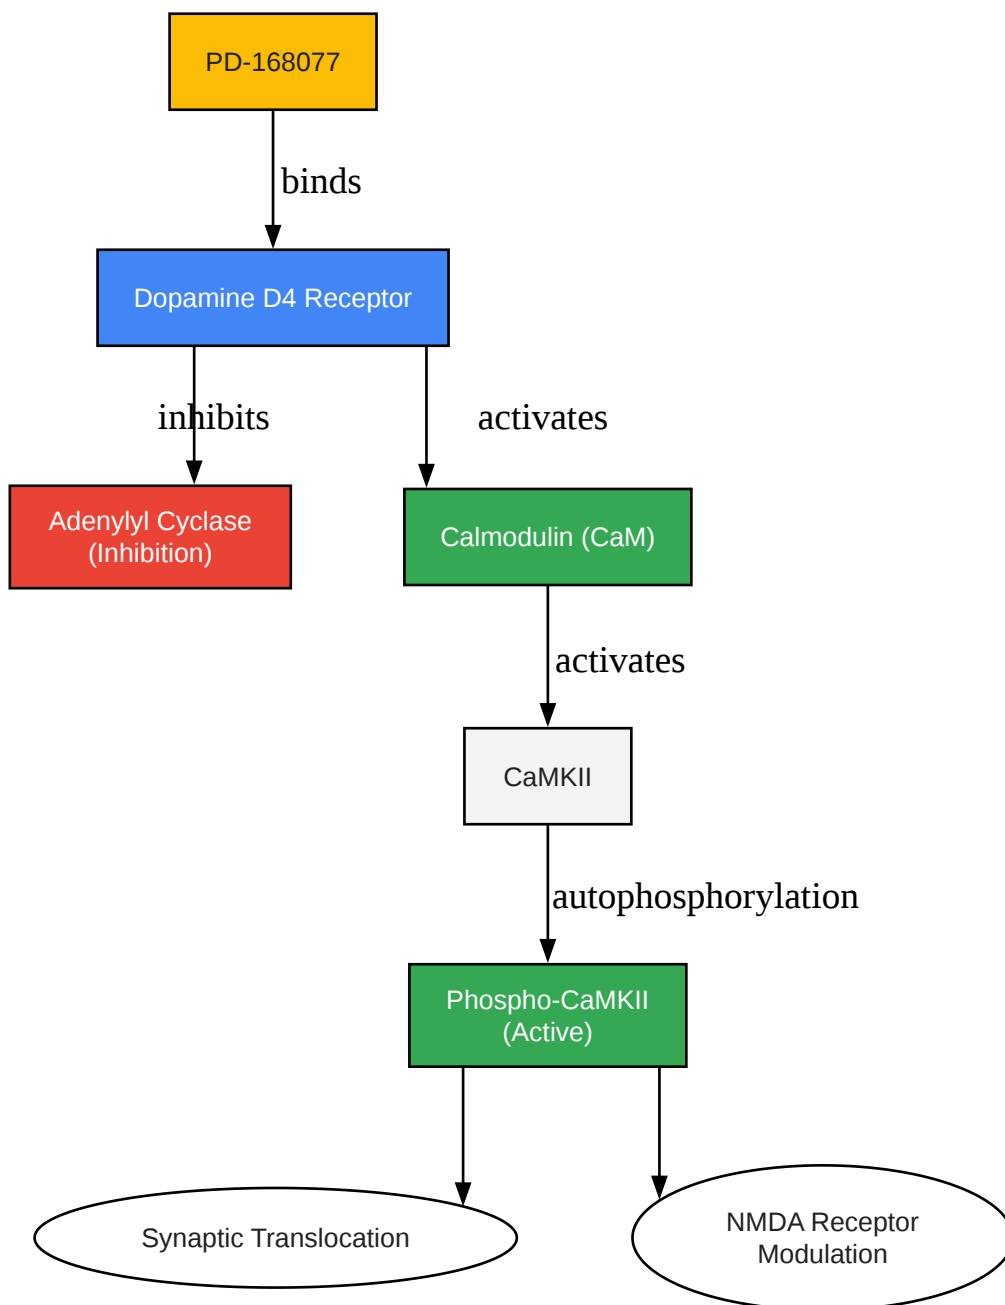 PD-168077
binds
Dopamine D4 Receptor
inhibits
activates
Adenylyl Cyclase
(Inhibition)
Calmodulin (CaM)
activates
CaMKII
autophosphorylation
Phospho-CaMKII
(Active)
Synaptic Translocation
NMDA Receptor
Modulation